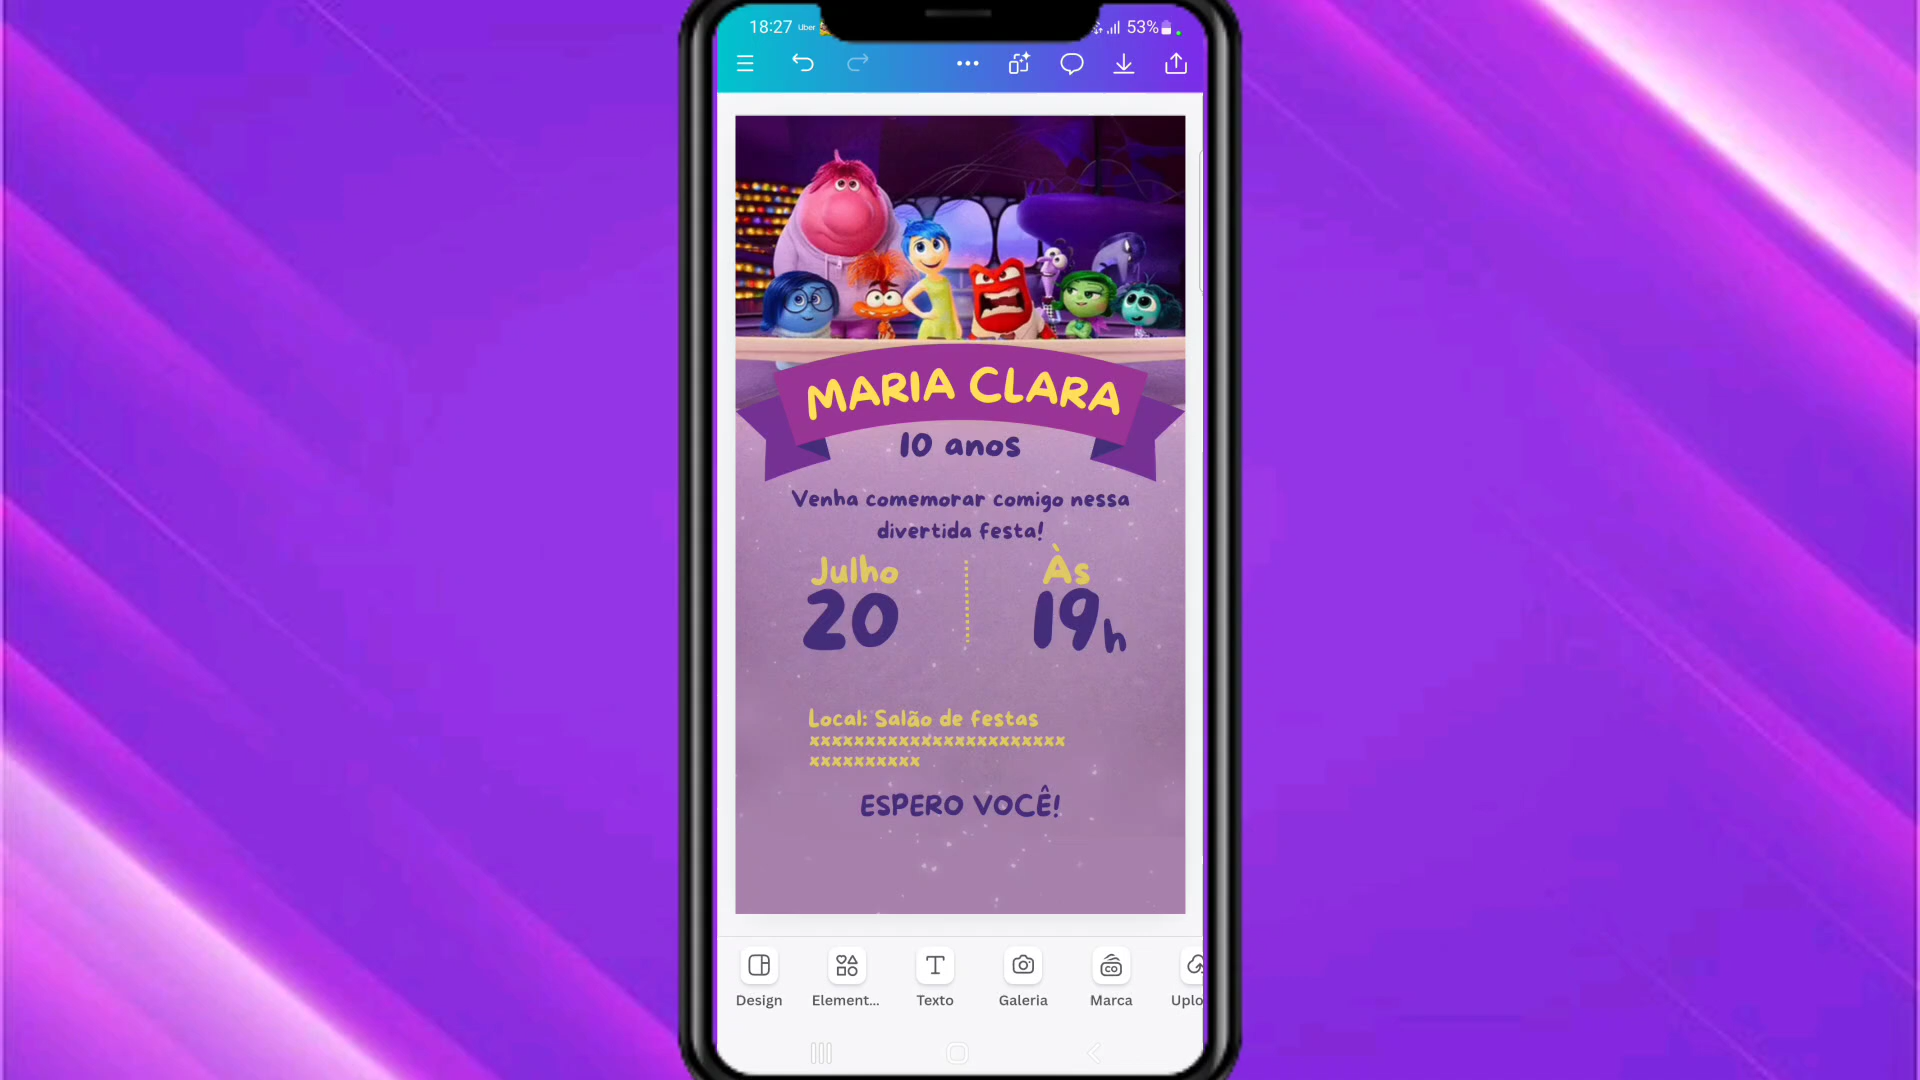 18:27 Uber 53%
MARIA CLARA
10 anos
Venha comemorar comigo nessa
divertida festa!
Julho Às
20 19h
Local: Salão de festas
xxxxxxxxxxxxxxxxxxxxxxx
xxxxxxxxxx
ESPERO VOCÊ!
Design Element... Texto Galeria Marca Uplo